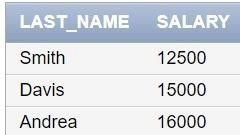 LAST_NAME SALARY
Smith 12500
Davis 15000
Andrea 16000